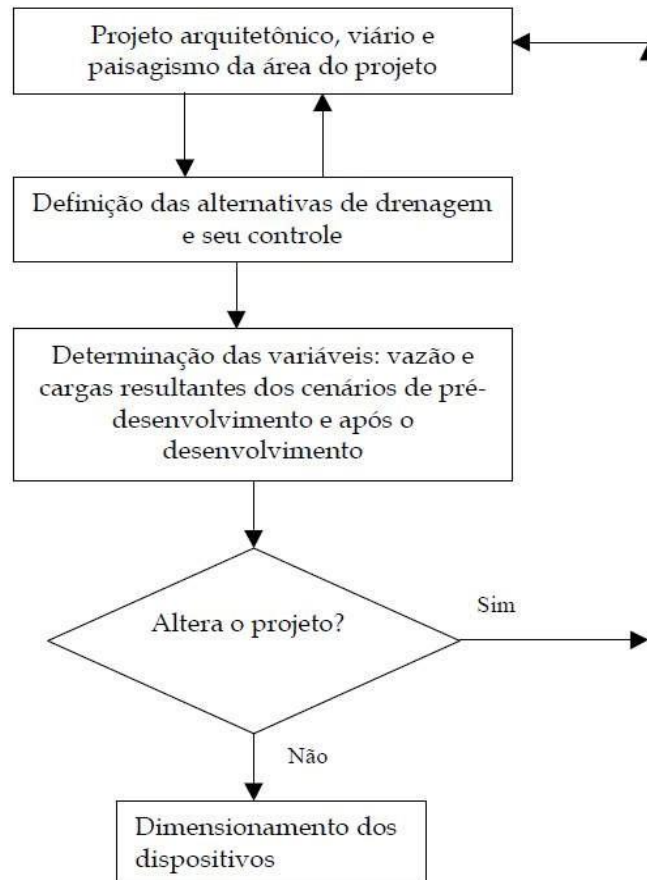 Projeto arquitetônico, viário e
paisagismo da área do projeto
Definição das alternativas de drenagem
e seu controle
Determinação das variáveis: vazão e
cargas resultantes dos cenários de pré-
desenvolvimento e após o
desenvolvimento
Altera o projeto?
Sim
Não
Dimensionamento dos
dispositivos